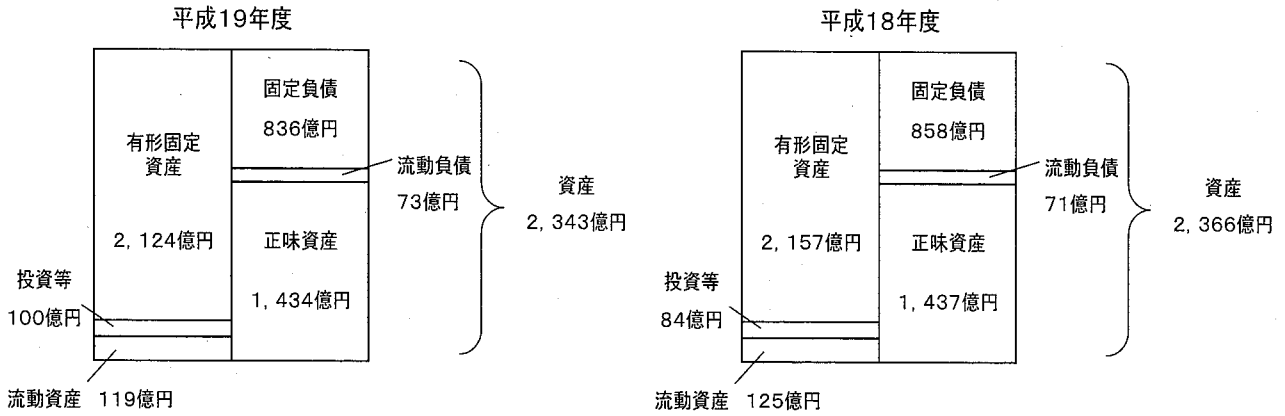 平成19年度
固定負債
836億円
有形固定
資産
流動負債
73億円
資産
2,343億円
2,124億円
正味資産
投資等
100億円
1,434億円
流動資産 119億円
平成18年度
固定負債
858億円
有形固定
資産
流動負債
71億円
資産
2,366億円
2,157億円
正味資産
投資等
84億円
1,437億円
流動資産 125億円